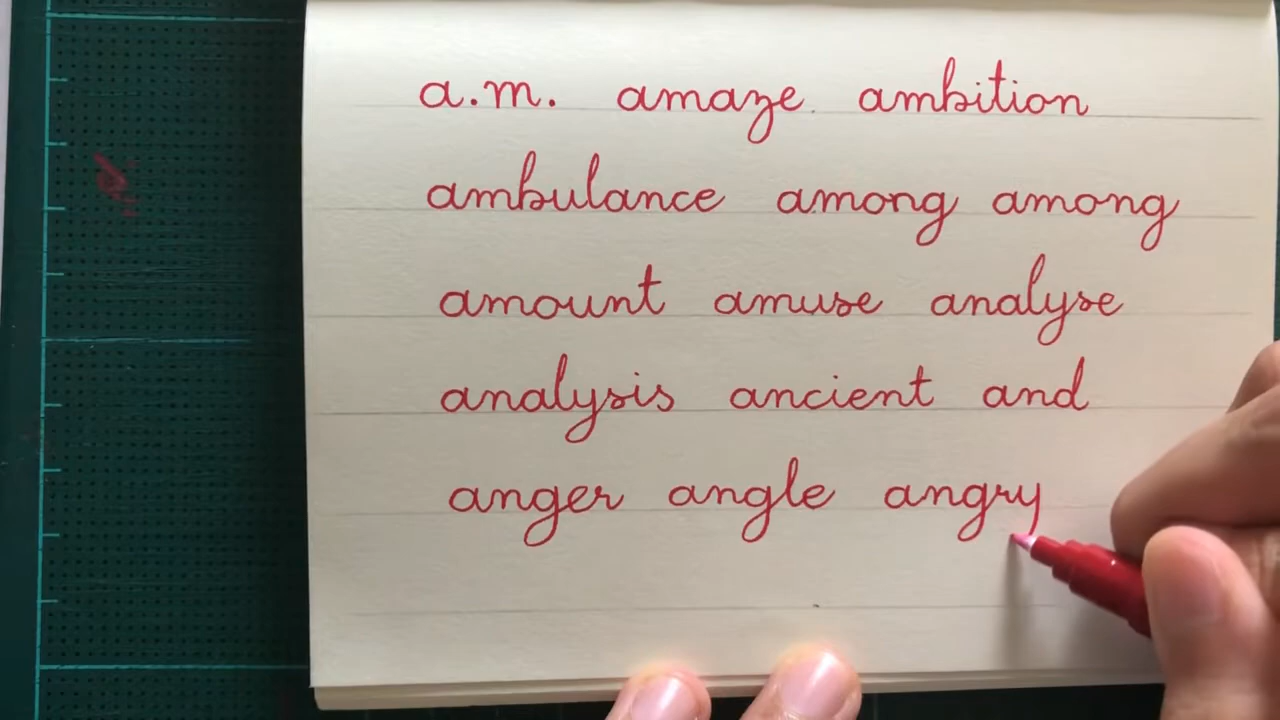 a.m. amaze ambition
ambulance among among
amount amuse analyse
analysis ancient and
anger angle angry